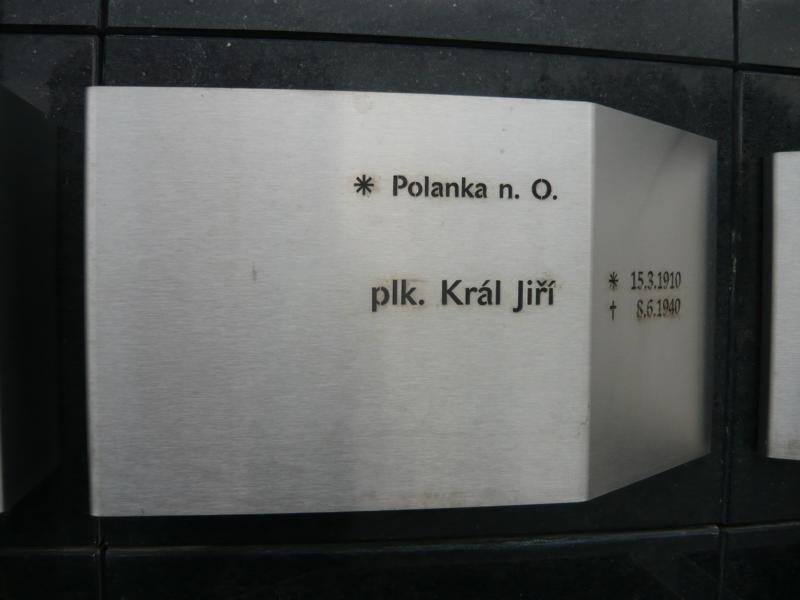 * Polanka n. O.
plk. Král Jiří
* 15.3.1910
† 8.6.1940